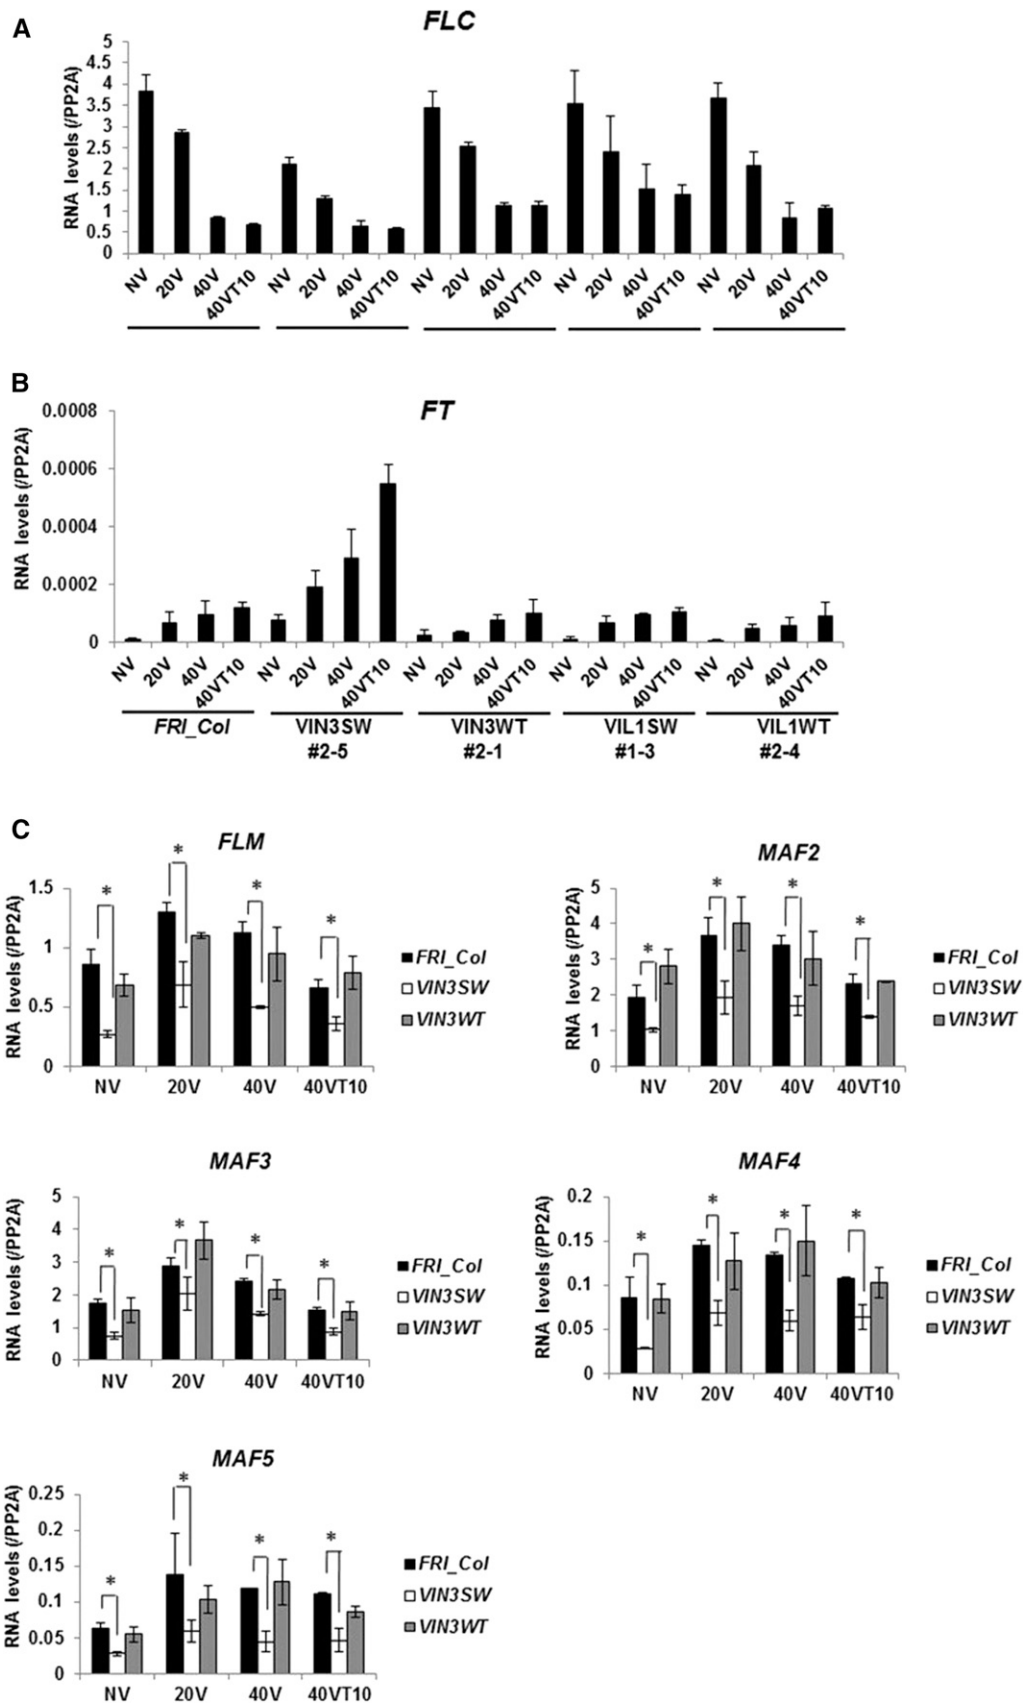 A
FLC
RNA levels (/PP2A)
5
4.5
4
3.5
3
2.5
2
1.5
1
0.5
0
NV 20V 40V 40VT10 NV 20V 40V 40VT10 NV 20V 40V 40VT10 NV 20V 40V 40VT10 NV 20V 40V 40VT10
B
FT
RNA levels (/PP2A)
0.0008
0.0006
0.0004
0.0002
0
NV 20V 40V 40VT10 NV 20V 40V 40VT10 NV 20V 40V 40VT10 NV 20V 40V 40VT10 NV 20V 40V 40VT10
FRI_Col VIN3SW VIN3WT VIL1SW VIL1WT
#2-5 #2-1 #1-3 #2-4
C
FLM
RNA levels (/PP2A)
1.5
1
0.5
0
* * * *
NV 20V 40V 40VT10
FRI_Col
VIN3SW
VIN3WT
MAF2
RNA levels (/PP2A)
5
4
3
2
1
0
* * * *
NV 20V 40V 40VT10
FRI_Col
VIN3SW
VIN3WT
MAF3
RNA levels (/PP2A)
5
4
3
2
1
0
* * * *
NV 20V 40V 40VT10
FRI_Col
VIN3SW
VIN3WT
MAF4
RNA levels (/PP2A)
0.2
0.15
0.1
0.05
0
* * * *
NV 20V 40V 40VT10
FRI_Col
VIN3SW
VIN3WT
MAF5
RNA levels (/PP2A)
0.25
0.2
0.15
0.1
0.05
0
* * * *
NV 20V 40V 40VT10
FRI_Col
VIN3SW
VIN3WT